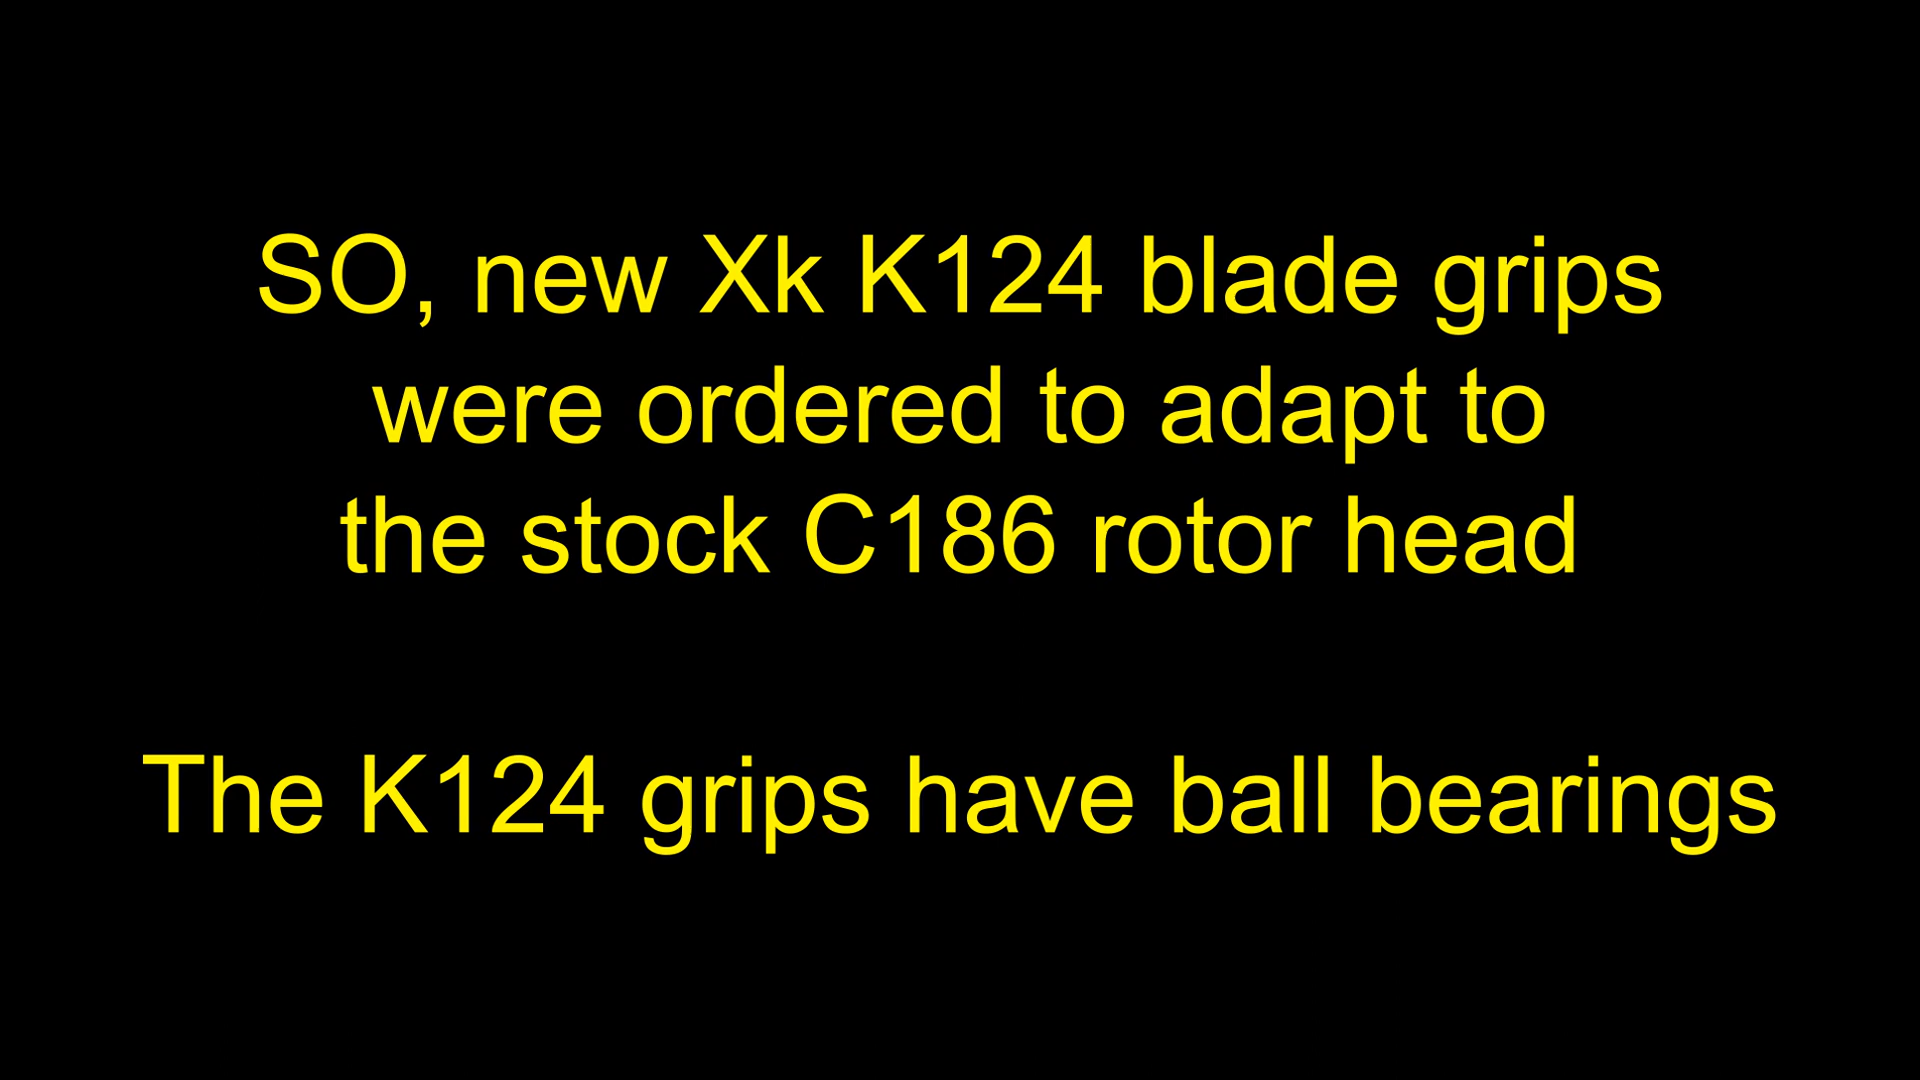 SO, new Xk K124 blade grips
were ordered to adapt to
the stock C186 rotor head
The K124 grips have ball bearings